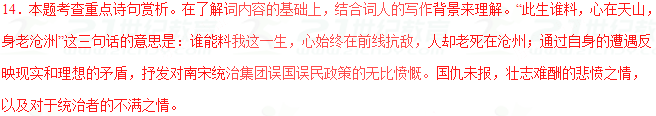 14．本题考查重点诗句赏析。在了解词内容的基础上，结合词人的写作背景来理解。“此生谁料，心在天山，
身老沧洲”这三句话的意思是：谁能料我这一生，心始终在前线抗敌，人却老死在沧州；通过自身的遭遇反
映现实和理想的矛盾，抒发对南宋统治集团误国误民政策的无比愤慨。国仇未报，壮志难酬的悲愤之情，
以及对于统治者的不满之情。